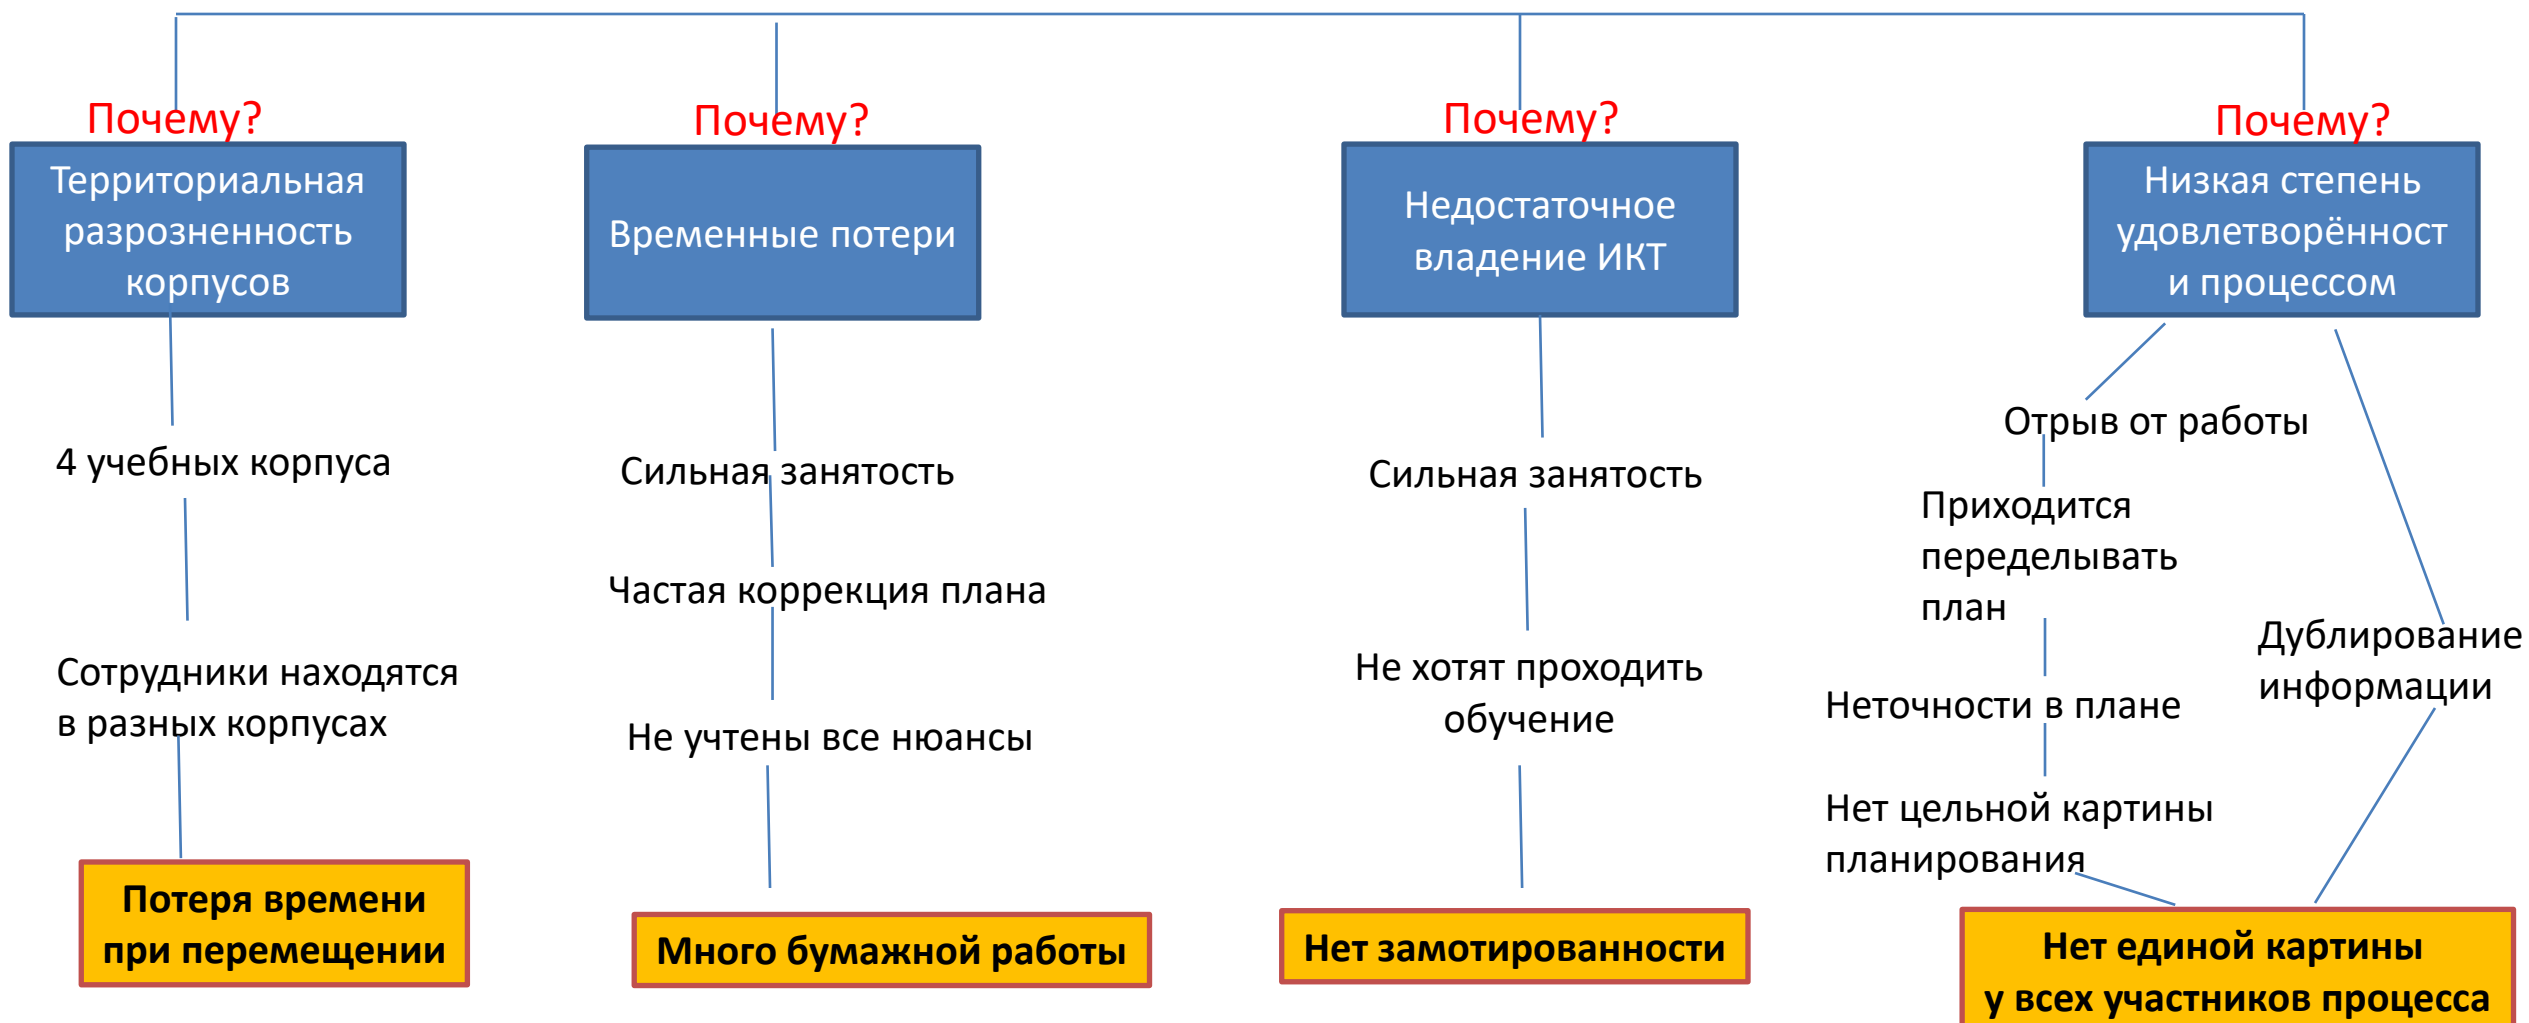 Почему?
Территориальная
разрозненность
корпусов
4 учебных корпуса
Сотрудники находятся
в разных корпусах
Потеря времени
при перемещении
Почему?
Временные потери
Сильная занятость
Частая коррекция плана
Не учтены все нюансы
Много бумажной работы
Почему?
Недостаточное
владение ИКТ
Сильная занятость
Не хотят проходить
обучение
Нет замотированности
Почему?
Низкая степень
удовлетворённост
и процессом
Отрыв от работы
Приходится
переделывать
план
Неточности в плане
Нет цельной картины
планирования
Дублирование
информации
Нет единой картины
у всех участников процесса